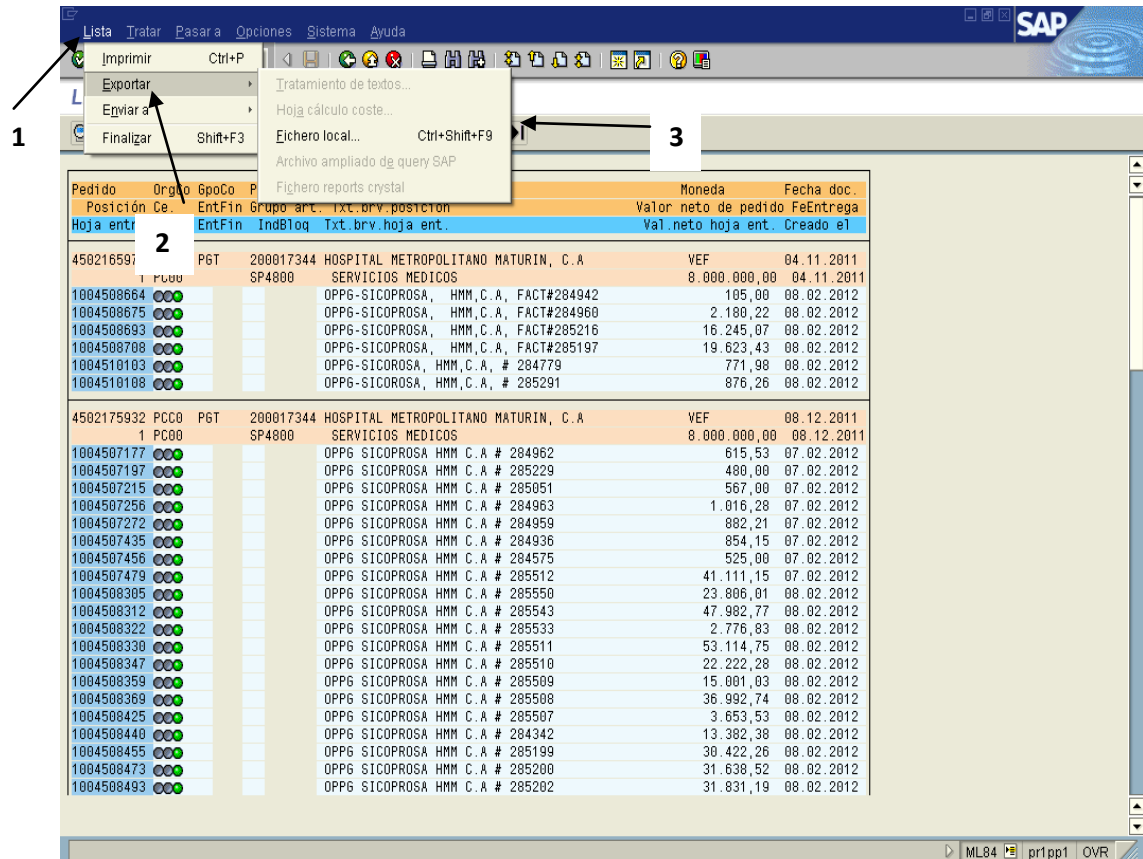 SAP
Lista Tratar Pasar a Opciones Sistema Ayuda
Imprimir Ctrl+P
Exportar
Enviar a
Finalizar Shift+F3
Tratamiento de textos...
Hoja cálculo coste...
Fichero local... Ctrl+Shift+F9
Archivo ampliado de query SAP
Fichero reports crystal
L
1
2
3
Pedido OrgCo GpoCo P Moneda Fecha doc.
Posición Ce. EntFin Grupo art. Txt.brv.posición Valor neto de pedido FeEntrega
Hoja entr EntFin IndBloq Txt.brv.hoja ent. Val.neto hoja ent. Creado el
45021659 PGT 200017344 HOSPITAL METROPOLITANO MATURIN, C.A VEF 04.11.2011
1 PC00 SP4800 SERVICIOS MEDICOS 8.000.000,00 04.11.2011
1004508664 OPPG-SICOPROSA, HMM,C.A, FACT#284942 105,00 08.02.2012
1004508675 OPPG-SICOPROSA, HMM,C.A, FACT#284960 2.180,22 08.02.2012
1004508693 OPPG-SICOPROSA, HMM,C.A, FACT#285216 16.245,07 08.02.2012
1004508708 OPPG-SICOPROSA, HMM,C.A, FACT#285197 19.623,43 08.02.2012
1004510103 OPPG-SICOROSA, HMM,C.A, # 284779 771,98 08.02.2012
1004510108 OPPG-SICOROSA, HMM,C.A, # 285291 876,26 08.02.2012
4502175932 PCC0 PGT 200017344 HOSPITAL METROPOLITANO MATURIN, C.A VEF 08.12.2011
1 PC00 SP4800 SERVICIOS MEDICOS 8.000.000,00 08.12.2011
1004507177 OPPG SICOPROSA HMM C.A # 284962 615,53 07.02.2012
1004507197 OPPG SICOPROSA HMM C.A # 285229 480,00 07.02.2012
1004507215 OPPG SICOPROSA HMM C.A # 285051 567,00 07.02.2012
1004507256 OPPG SICOPROSA HMM C.A # 284963 1.016,28 07.02.2012
1004507272 OPPG SICOPROSA HMM C.A # 284959 882,21 07.02.2012
1004507435 OPPG SICOPROSA HMM C.A # 284936 854,15 07.02.2012
1004507456 OPPG SICOPROSA HMM C.A # 284575 525,00 07.02.2012
1004507479 OPPG SICOPROSA HMM C.A # 285512 41.111,15 07.02.2012
1004508305 OPPG SICOPROSA HMM C.A # 285550 23.806,01 08.02.2012
1004508312 OPPG SICOPROSA HMM C.A # 285543 47.982,77 08.02.2012
1004508322 OPPG SICOPROSA HMM C.A # 285533 2.776,83 08.02.2012
1004508330 OPPG SICOPROSA HMM C.A # 285511 53.114,75 08.02.2012
1004508347 OPPG SICOPROSA HMM C.A # 285510 22.222,28 08.02.2012
1004508359 OPPG SICOPROSA HMM C.A # 285509 15.001,03 08.02.2012
1004508369 OPPG SICOPROSA HMM C.A # 285508 36.992,74 08.02.2012
1004508425 OPPG SICOPROSA HMM C.A # 285507 3.653,53 08.02.2012
1004508440 OPPG SICOPROSA HMM C.A # 284342 13.382,38 08.02.2012
1004508455 OPPG SICOPROSA HMM C.A # 285199 30.422,26 08.02.2012
1004508473 OPPG SICOPROSA HMM C.A # 285200 31.638,52 08.02.2012
1004508493 OPPG SICOPROSA HMM C.A # 285202 31.831,19 08.02.2012
ML84 pr1pp1 OVR